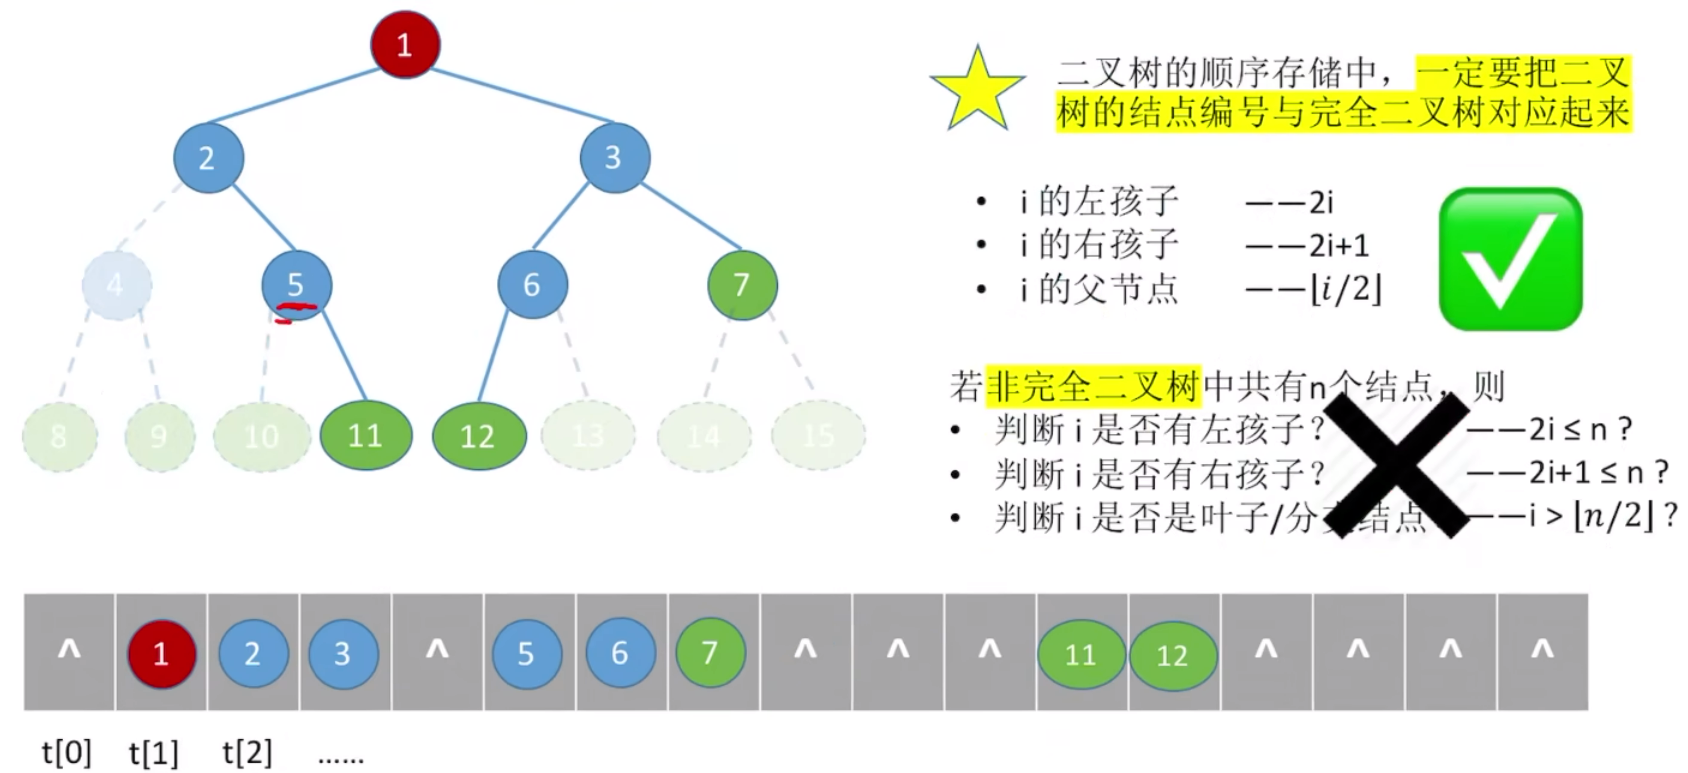 1
2
3
4
5
6
7
8
9
10
11
12
13
14
15
二叉树的顺序存储中，一定要把二叉
树的结点编号与完全二叉树对应起来
• i 的左孩子 ——2i
• i 的右孩子 ——2i+1
• i 的父节点 ——⌊i/2⌋
若非完全二叉树中共有n个结点，则
• 判断 i 是否有左孩子？ ——2i ≤ n ?
• 判断 i 是否有右孩子？ ——2i+1 ≤ n ?
• 判断 i 是否是叶子/分支结点？ ——i > ⌊n/2⌋ ?
^ 1 2 3 ^ 5 6 7 ^ ^ ^ 11 12 ^ ^ ^ ^
t[0] t[1] t[2] ……